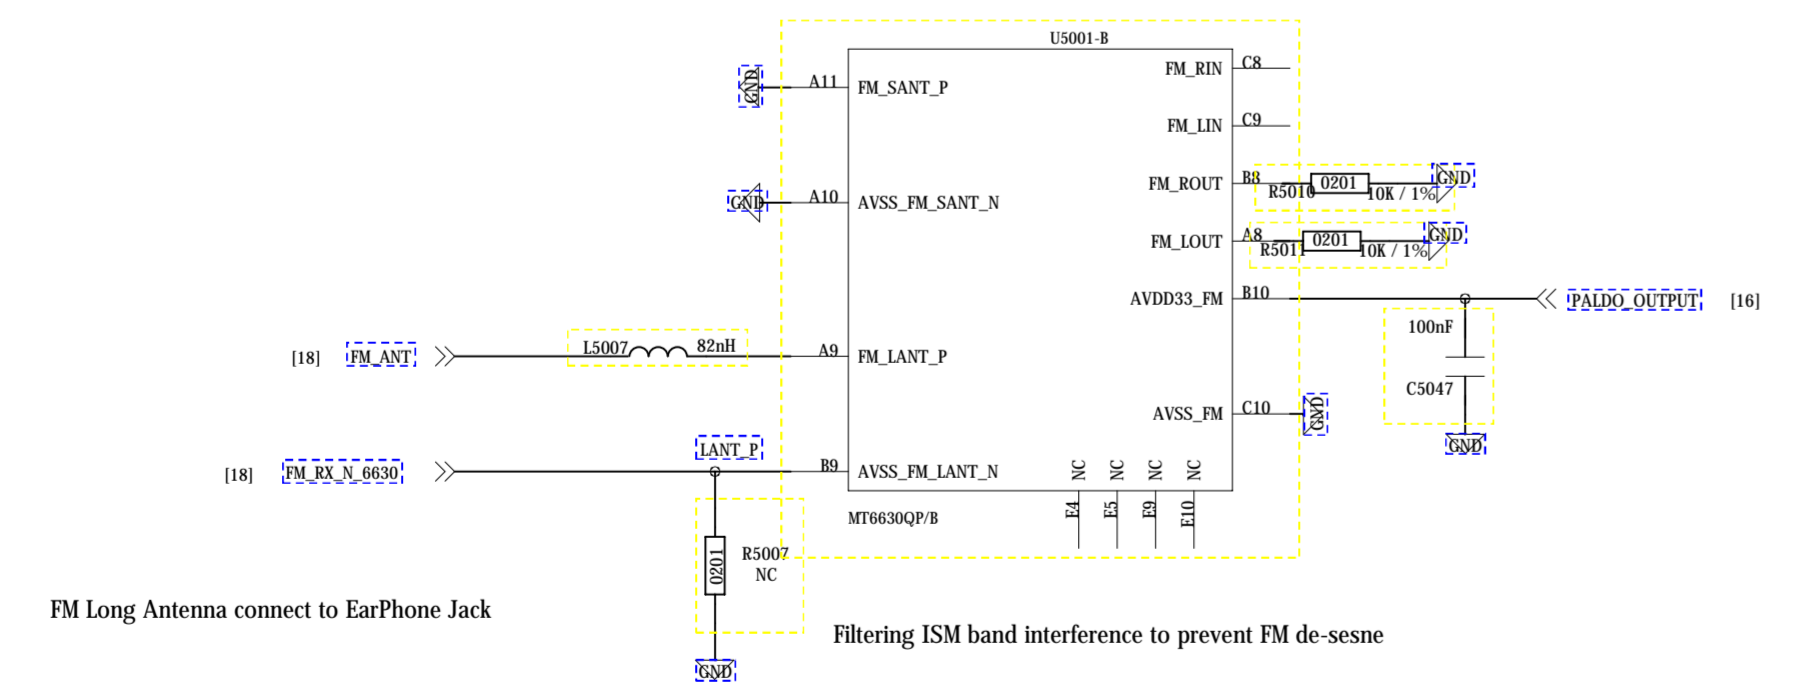 U5001-B
GND
A11
FM_SANT_P
FM_RIN
C8
FM_LIN
C9
GND
A10
AVSS_FM_SANT_N
FM_ROUT
B8
R5010
0201
10K / 1%
GND
FM_LOUT
A8
R5011
0201
10K / 1%
GND
AVDD33_FM
B10
PALDO_OUTPUT
[16]
100nF
C5047
GND
[18]
FM_ANT
L5007
82nH
A9
FM_LANT_P
AVSS_FM
C10
GND
[18]
FM_RX_N_6630
LANT_P
B9
AVSS_FM_LANT_N
NC
NC
NC
NC
E4
E5
E9
E10
MT6630QP/B
0201
R5007
NC
GND
FM Long Antenna connect to EarPhone Jack
Filtering ISM band interference to prevent FM de-sesne